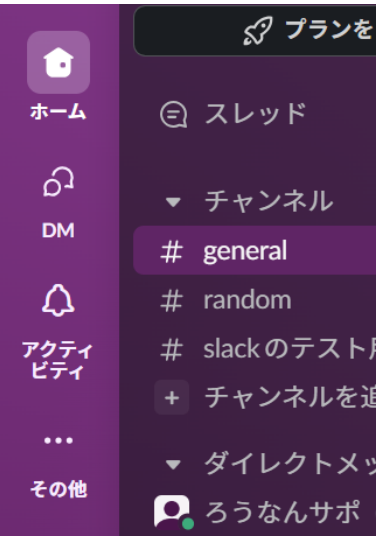 プランを
ホーム
スレッド
DM
チャンネル
# general
# random
アクティ
ビティ
# slackのテスト
+ チャンネルを追
その他
ダイレクトメッ
ろうなんサポ